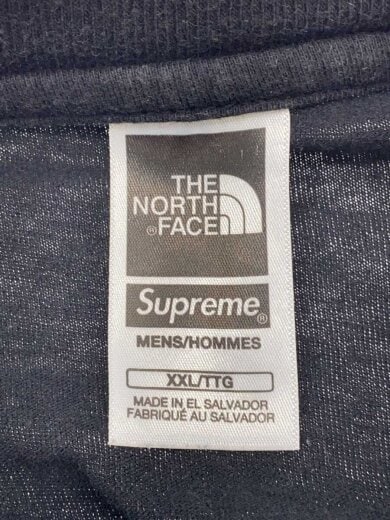 THE
NORTH
®FACE
Supreme®
MENS/HOMMES
XXL/TTG
MADE IN EL SALVADOR
FABRIQUÉ AU SALVADOR